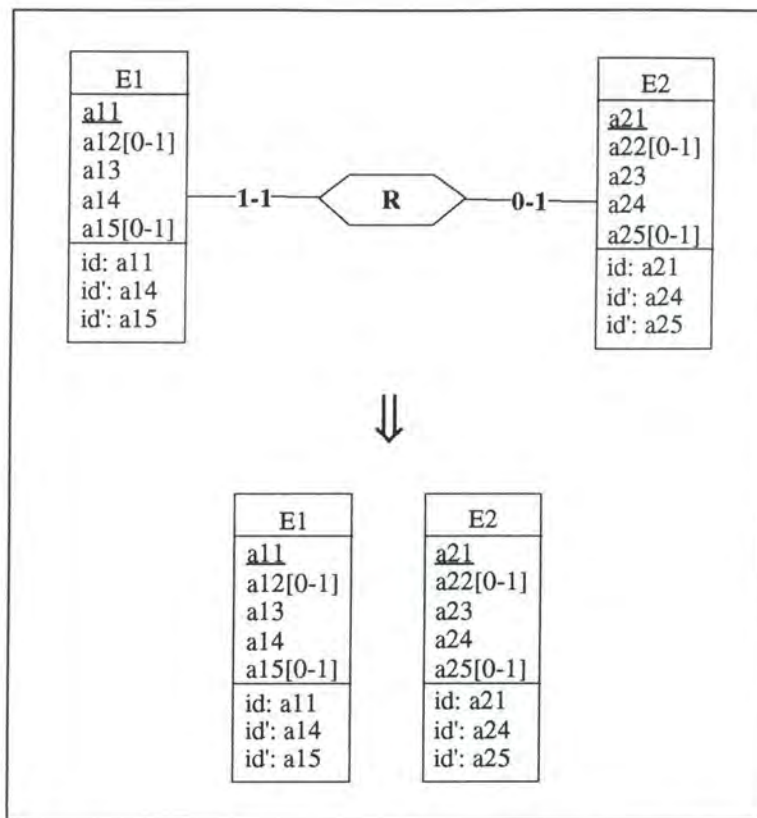 E1
a11
a12[0-1]
a13
a14
a15[0-1]
id: a11
id': a14
id': a15
1-1
R
0-1
E2
a21
a22[0-1]
a23
a24
a25[0-1]
id: a21
id': a24
id': a25
E1
a11
a12[0-1]
a13
a14
a15[0-1]
id: a11
id': a14
id': a15
E2
a21
a22[0-1]
a23
a24
a25[0-1]
id: a21
id': a24
id': a25